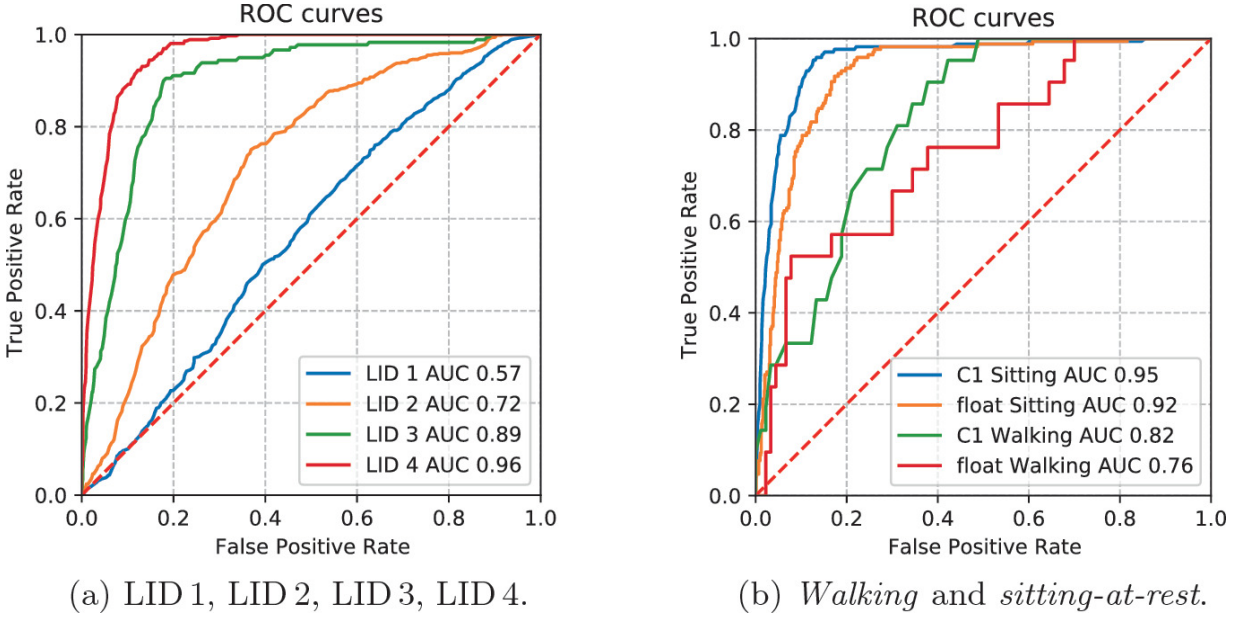 ROC curves
1.0
0.8
0.6
0.4
0.2
0.0
True Positive Rate
LID 1 AUC 0.57
LID 2 AUC 0.72
LID 3 AUC 0.89
LID 4 AUC 0.96
0.0 0.2 0.4 0.6 0.8 1.0
False Positive Rate
(a) LID 1, LID 2, LID 3, LID 4.
ROC curves
1.0
0.8
0.6
0.4
0.2
0.0
True Positive Rate
C1 Sitting AUC 0.95
float Sitting AUC 0.92
C1 Walking AUC 0.82
float Walking AUC 0.76
0.0 0.2 0.4 0.6 0.8 1.0
False Positive Rate
(b) Walking and sitting-at-rest.